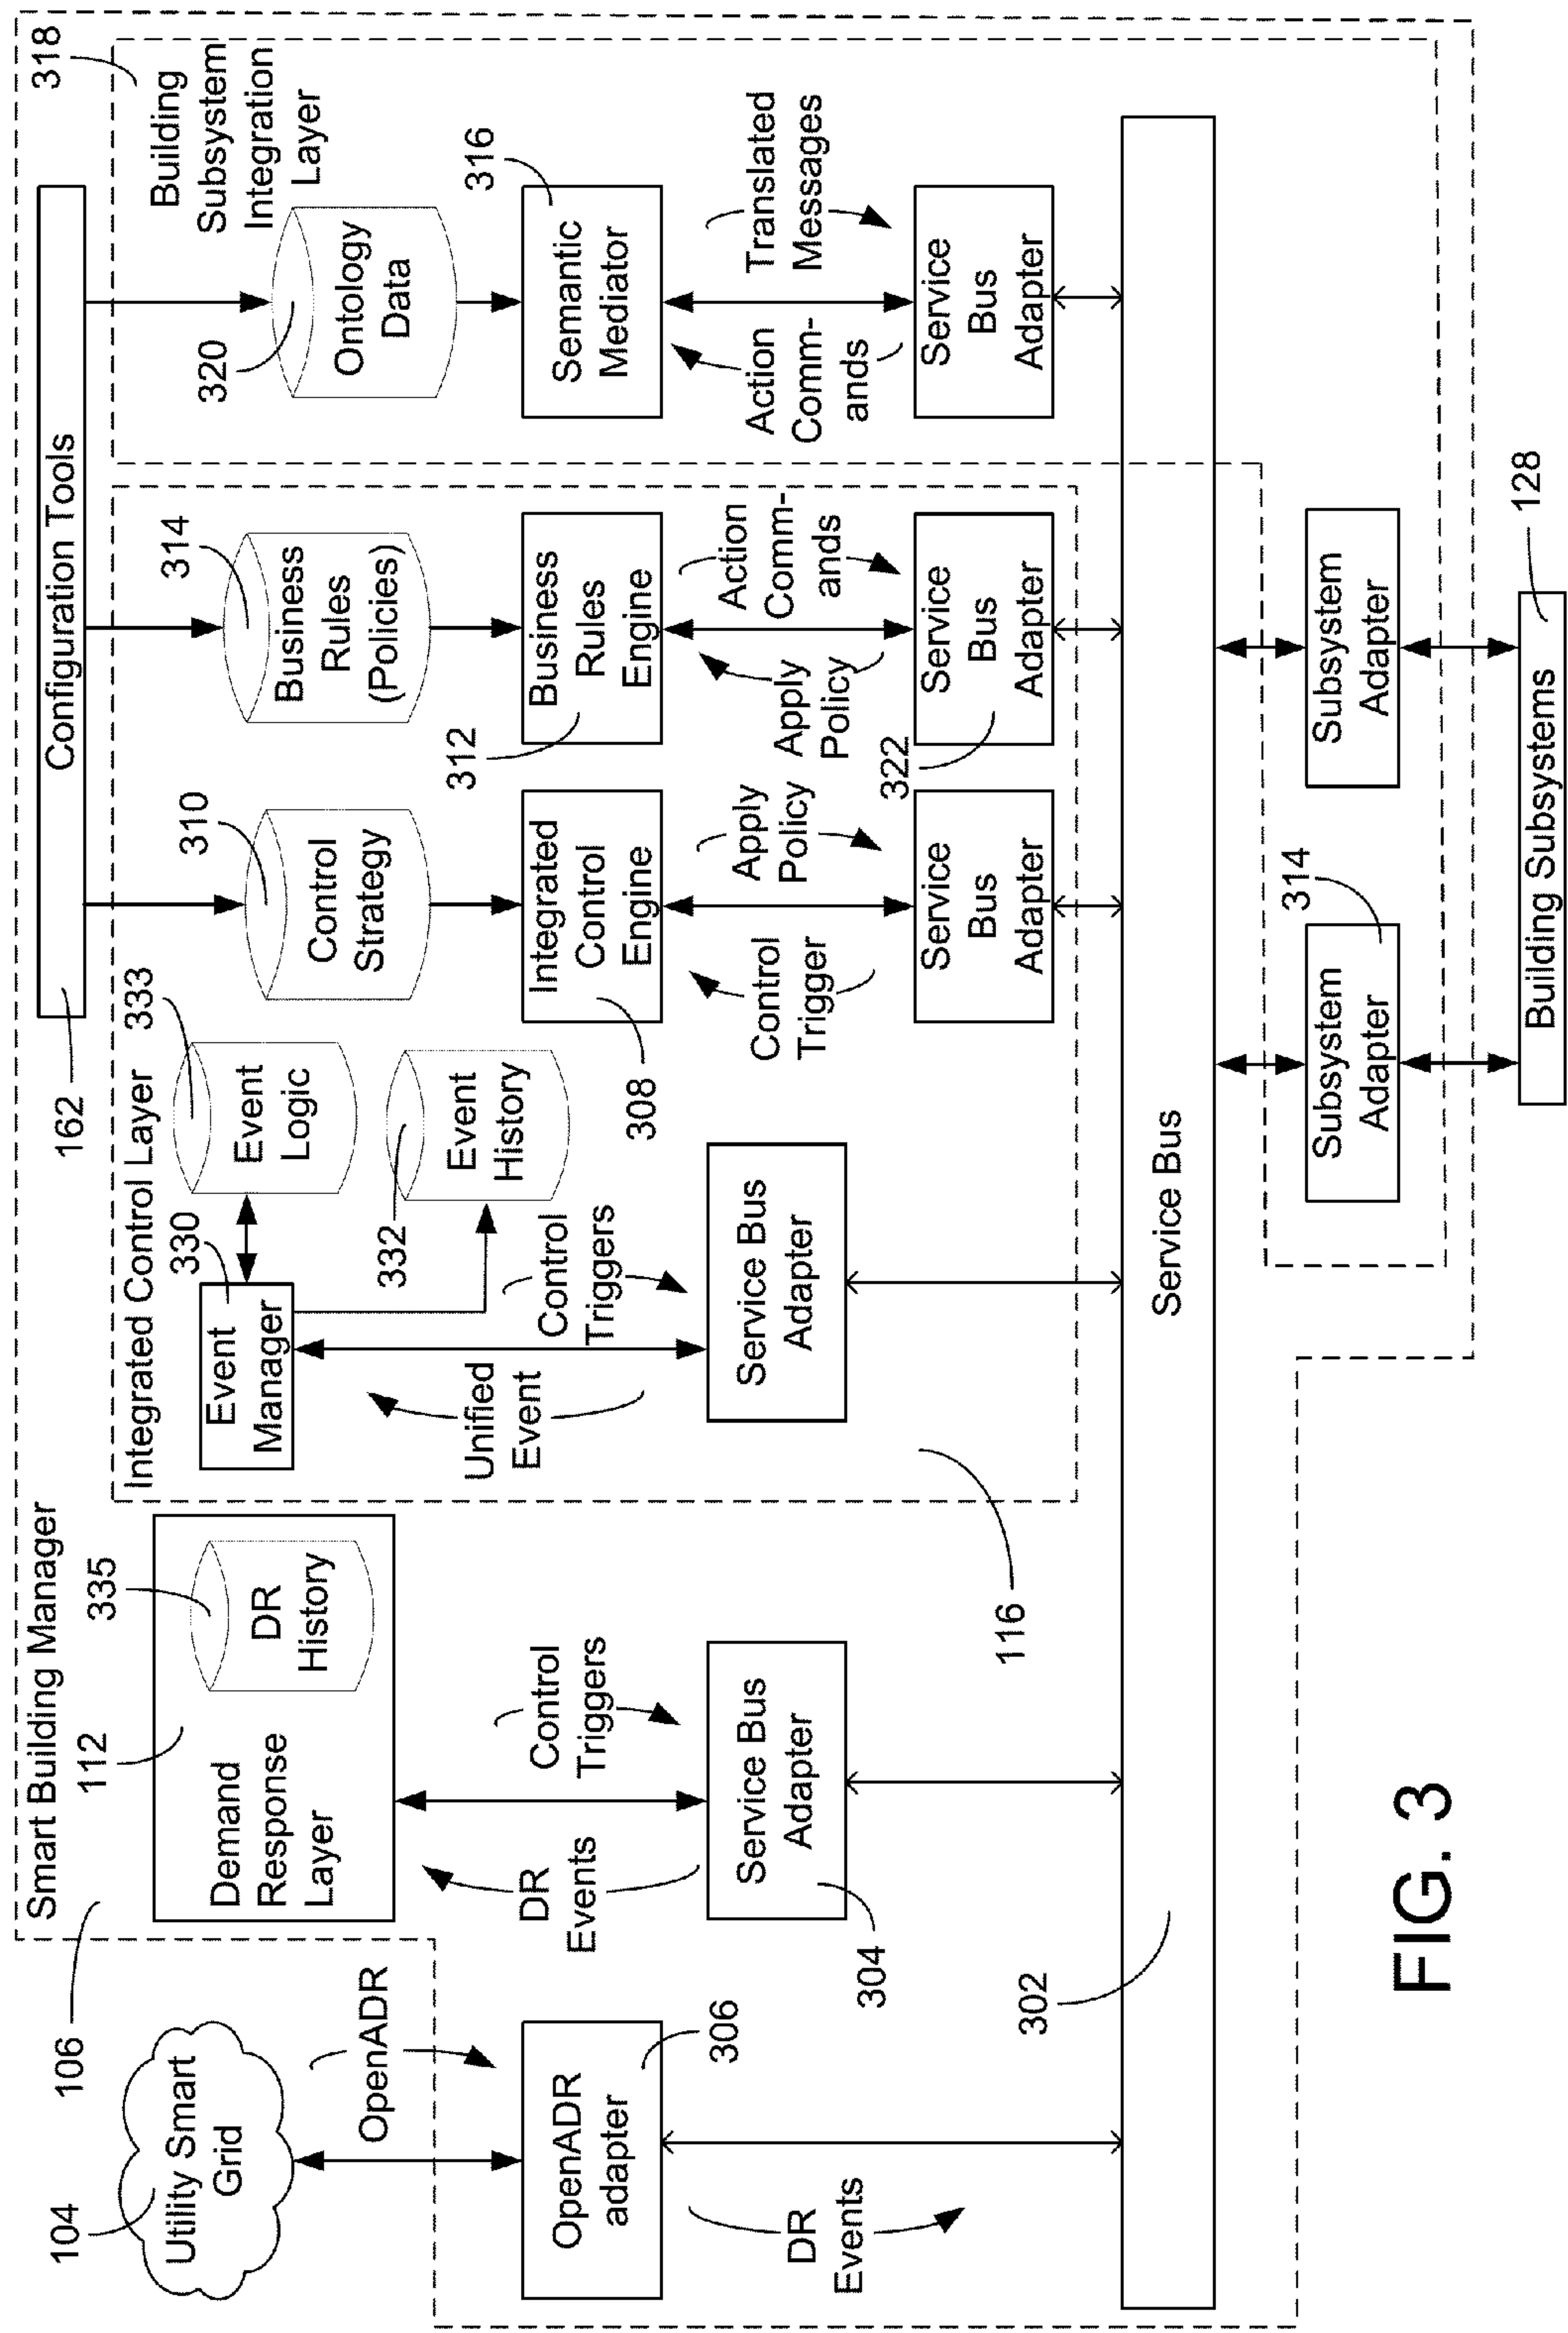 Smart Building Manager
106
104
Utility Smart
Grid
OpenADR
OpenADR
adapter
306
DR
Events
112
335
Demand
Response
Layer
DR
History
DR
Events
Control
Triggers
Service Bus
Adapter
304
Integrated Control Layer
116
330
Event
Manager
333
Event
Logic
332
Event
History
Unified
Event
Control
Triggers
Service Bus
Adapter
162
Configuration Tools
310
Control
Strategy
308
Integrated
Control
Engine
Control
Trigger
Apply
Policy
Service
Bus
Adapter
314
Business
Rules
(Policies)
312
Business
Rules
Engine
Apply
Policy
Action
Comm-
ands
322
Service
Bus
Adapter
318
Building
Subsystem
Integration
Layer
320
Ontology
Data
316
Semantic
Mediator
Action
Comm-
ands
Translated
Messages
Service
Bus
Adapter
302
Service Bus
314
Subsystem
Adapter
Subsystem
Adapter
Building Subsystems
128
FIG. 3